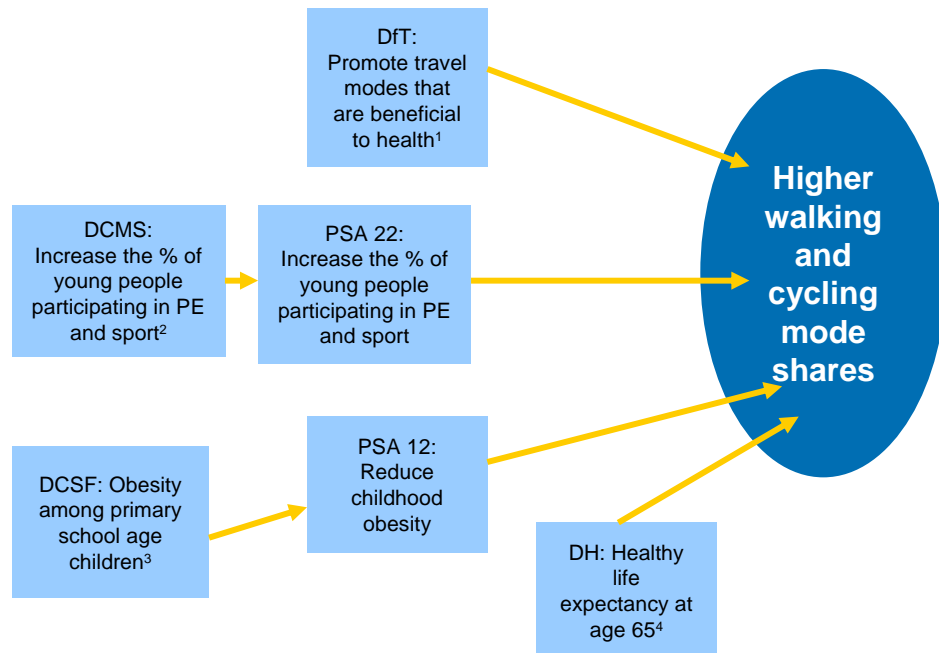 DfT:
Promote travel
modes that
are beneficial
to health¹
DCMS:
Increase the % of
young people
participating in PE
and sport²
PSA 22:
Increase the % of
young people
participating in PE
and sport
Higher
walking
and
cycling
mode
shares
DCSF: Obesity
among primary
school age
children³
PSA 12:
Reduce
childhood
obesity
DH: Healthy
life
expectancy at
age 65⁴